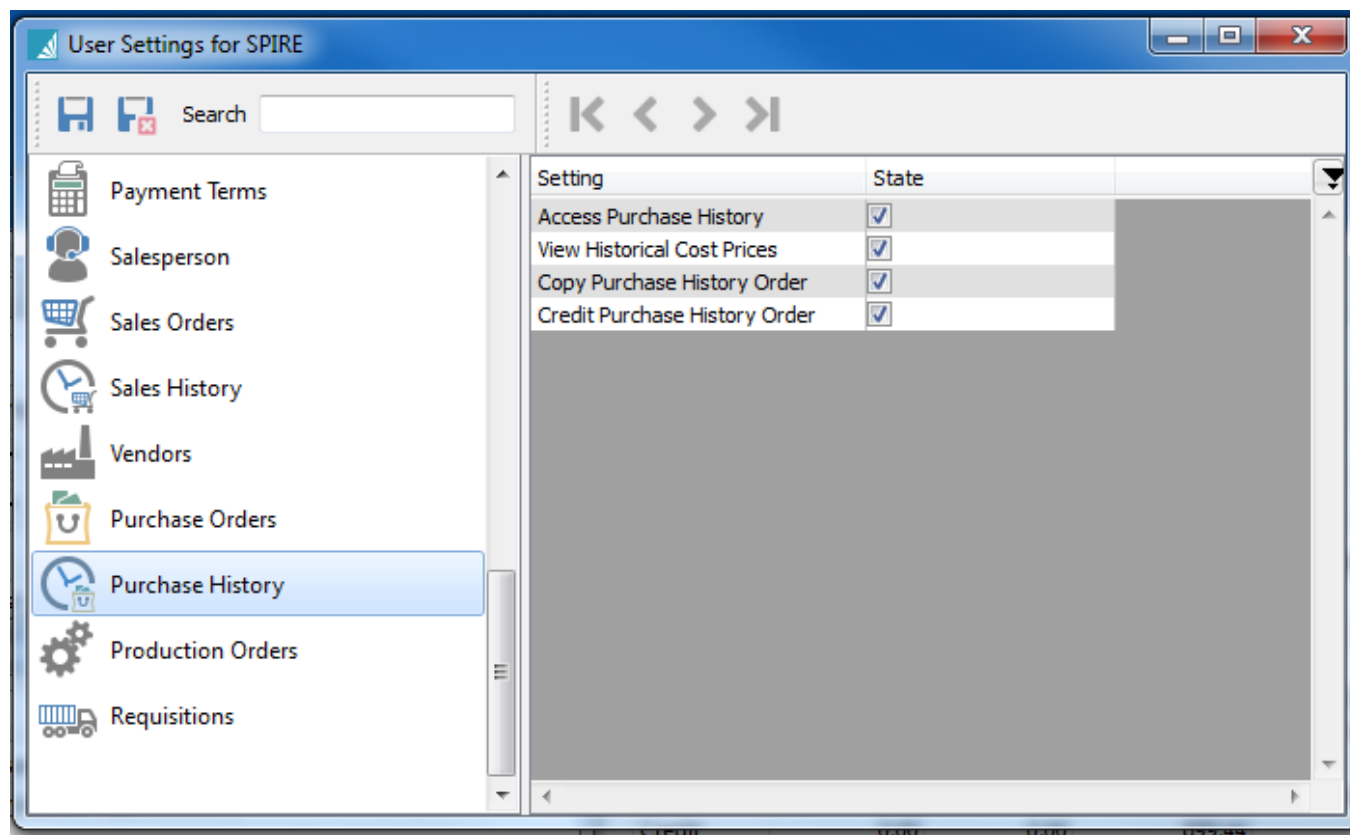 User Settings for SPIRE
Search
Payment Terms
Salesperson
Sales Orders
Sales History
Vendors
Purchase Orders
Purchase History
Production Orders
Requisitions
Setting State
Access Purchase History
View Historical Cost Prices
Copy Purchase History Order
Credit Purchase History Order